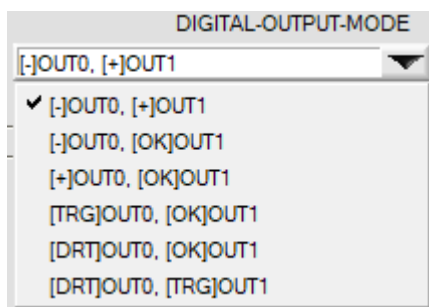 DIGITAL-OUTPUT-MODE
[-]OUT0, [+]OUT1
[-]OUT0, [+]OUT1
[-]OUT0, [OK]OUT1
[+]OUT0, [OK]OUT1
[TRG]OUT0, [OK]OUT1
[DRT]OUT0, [OK]OUT1
[DRT]OUT0, [TRG]OUT1